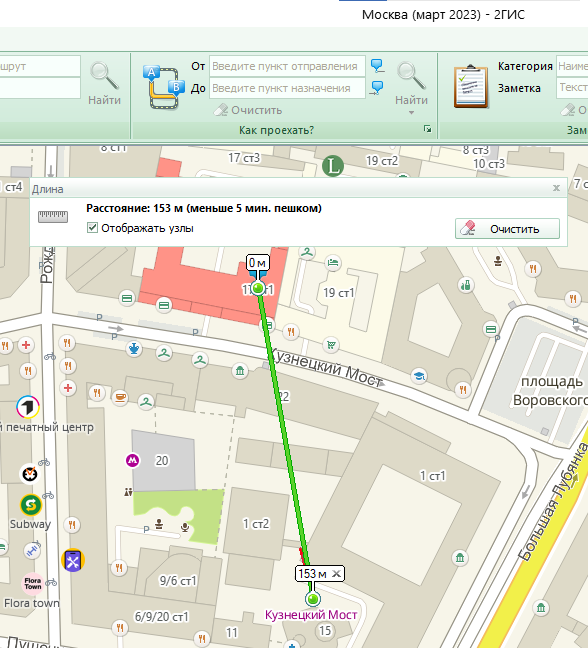 Москва (март 2023) - 2ГИС
шрут
Найти
От
Введите пункт отправления
До
Введите пункт назначения
Очистить
Найти
Как проехать?
Категория
Наиме
Заметка
Текст
О
Зам
8 ст1
17 ст3
L
19 ст2
8 ст3
10 ст3
7 с
ст4
Длина
Расстояние: 153 м (меньше 5 мин. пешком)
Отображать узлы
Очистить
Рожд
0 м
19 ст1
P
P
Кузнецкий Мост
площадь
Воровского
22
й печатный центр
20
1 ст1
Subway
P
1 ст2
Большая Лубянка
9/6 ст1
153 м
Flora Town
Flora town
6/9/20 ст1
Кузнецкий Мост
11
15
Пушеч